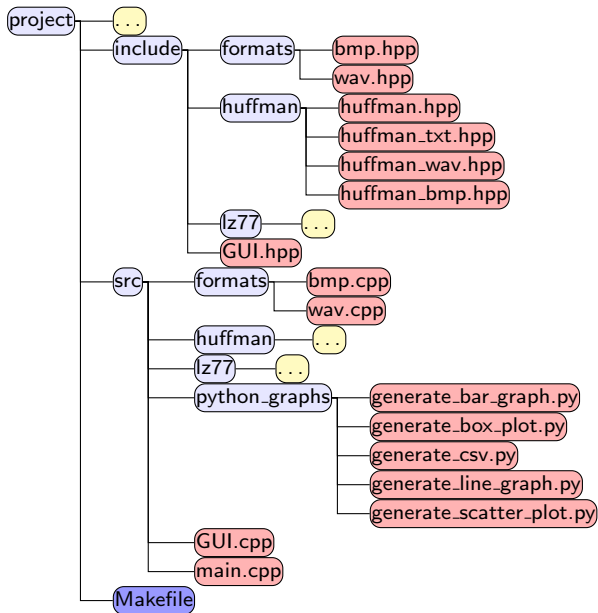 project ...
include formats bmp.hpp
wav.hpp
huffman huffman.hpp
huffman_txt.hpp
huffman_wav.hpp
huffman_bmp.hpp
lz77 ...
GUI.hpp
src formats bmp.cpp
wav.cpp
huffman ...
lz77 ...
python_graphs generate_bar_graph.py
generate_box_plot.py
generate_csv.py
generate_line_graph.py
generate_scatter_plot.py
GUI.cpp
main.cpp
Makefile